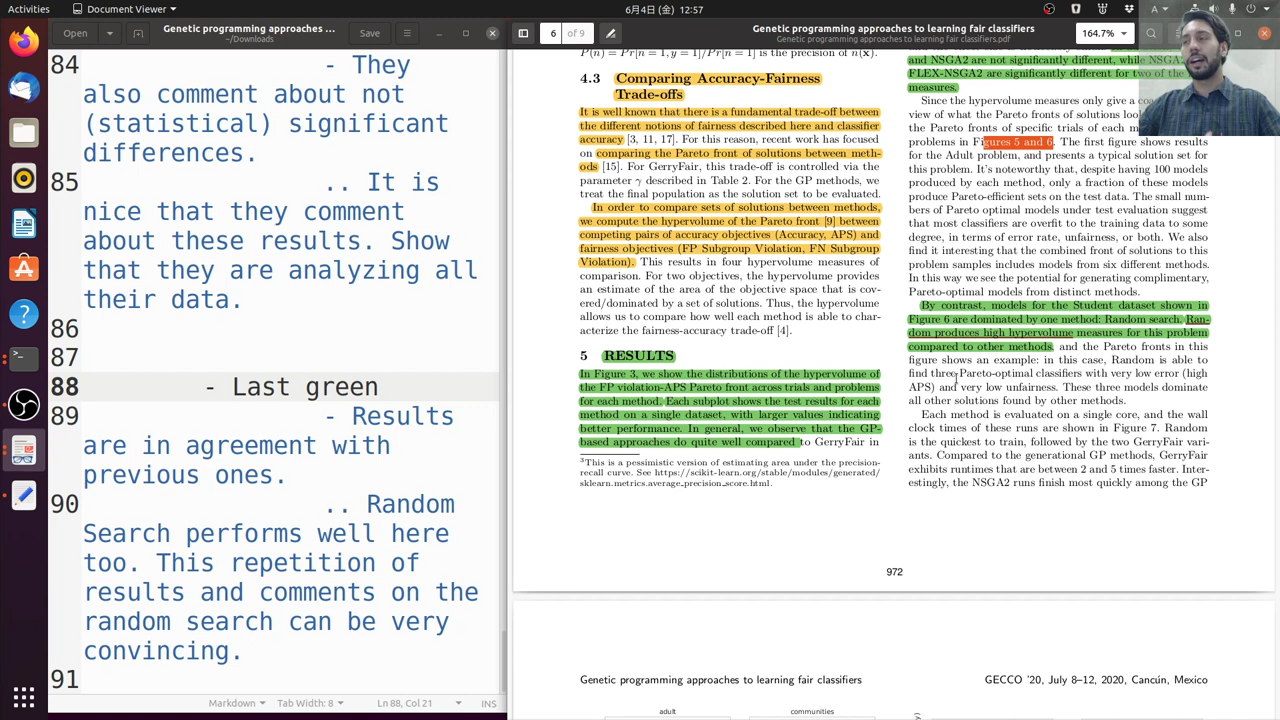 Activities
Document Viewer
6月4日 (金) 12:57
A
Open
Genetic programming approaches ...
~/Downloads
Save
6
of 9
Genetic programming approaches to learning fair classifiers
Genetic programming approaches to learning fair classifiers.pdf
164.7%
84 - They
also comment about not
(statistical) significant
differences.
85 .. It is
nice that they comment
about these results. Show
that they are analyzing all
their data.
86
87
88 - Last green
89 - Results
are in agreement with
previous ones.
90 .. Random
Search performs well here
too. This repetition of
results and comments on the
random search can be very
convincing.
91
Markdown
Tab Width: 8
Ln 88, Col 21
INS
P(n) = Pr[n = 1, y = 1]/Pr[n = 1] is the precision of n(x).
4.3 Comparing Accuracy-Fairness
Trade-offs
It is well known that there is a fundamental trade-off between
the different notions of fairness described here and classifier
accuracy [3, 11, 17]. For this reason, recent work has focused
on comparing the Pareto front of solutions between meth-
ods [15]. For GerryFair, this trade-off is controlled via the
parameter γ described in Table 2. For the GP methods, we
treat the final population as the solution set to be evaluated.
In order to compare sets of solutions between methods,
we compute the hypervolume of the Pareto front [9] between
competing pairs of accuracy objectives (Accuracy, APS) and
fairness objectives (FP Subgroup Violation, FN Subgroup
Violation). This results in four hypervolume measures of
comparison. For two objectives, the hypervolume provides
an estimate of the area of the objective space that is cov-
ered/dominated by a set of solutions. Thus, the hypervolume
allows us to compare how well each method is able to char-
acterize the fairness-accuracy trade-off [4].
5 RESULTS
In Figure 3, we show the distributions of the hypervolume of
the FP violation-APS Pareto front across trials and problems
for each method. Each subplot shows the test results for each
method on a single dataset, with larger values indicating
better performance. In general, we observe that the GP-
based approaches do quite well compared to GerryFair in
3This is a pessimistic version of estimating area under the precision-
recall curve. See https://scikit-learn.org/stable/modules/generated/
sklearn.metrics.average_precision_score.html.
and NSGA2 are not significantly different, while NSGA
FLEX-NSGA2 are significantly different for two of the
measures.
Since the hypervolume measures only give a co
view of what the Pareto fronts of solutions loo
the Pareto fronts of specific trials of each m
problems in Figures 5 and 6. The first figure shows results
for the Adult problem, and presents a typical solution set for
this problem. It's noteworthy that, despite having 100 models
produced by each method, only a fraction of these models
produce Pareto-efficient sets on the test data. The small num-
bers of Pareto optimal models under test evaluation suggest
that most classifiers are overfit to the training data to some
degree, in terms of error rate, unfairness, or both. We also
find it interesting that the combined front of solutions to this
problem samples includes models from six different methods.
In this way we see the potential for generating complimentary,
Pareto-optimal models from distinct methods.
By contrast, models for the Student dataset shown in
Figure 6 are dominated by one method: Random search. Ran-
dom produces high hypervolume measures for this problem
compared to other methods, and the Pareto fronts in this
figure shows an example: in this case, Random is able to
find three Pareto-optimal classifiers with very low error (high
APS) and very low unfairness. These three models dominate
all other solutions found by other methods.
Each method is evaluated on a single core, and the wall
clock times of these runs are shown in Figure 7. Random
is the quickest to train, followed by the two GerryFair vari-
ants. Compared to the generational GP methods, GerryFair
exhibits runtimes that are between 2 and 5 times faster. Inter-
estingly, the NSGA2 runs finish most quickly among the GP
972
Genetic programming approaches to learning fair classifiers
GECCO '20, July 8–12, 2020, Cancún, Mexico
adult
communities